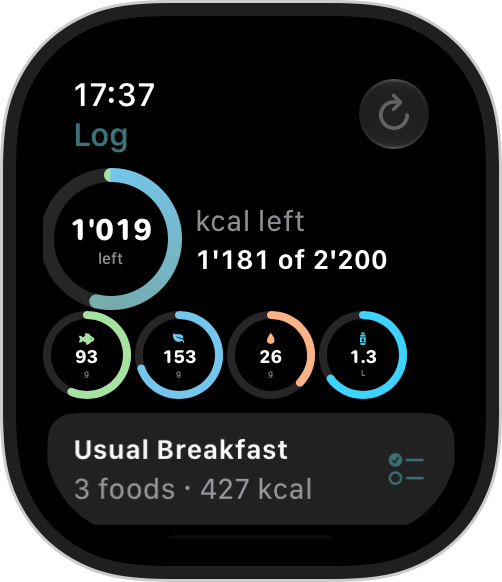 17:37
Log
1'019
left
kcal left
1'181 of 2'200
93
g
153
g
26
g
1.3
L
Usual Breakfast
3 foods · 427 kcal